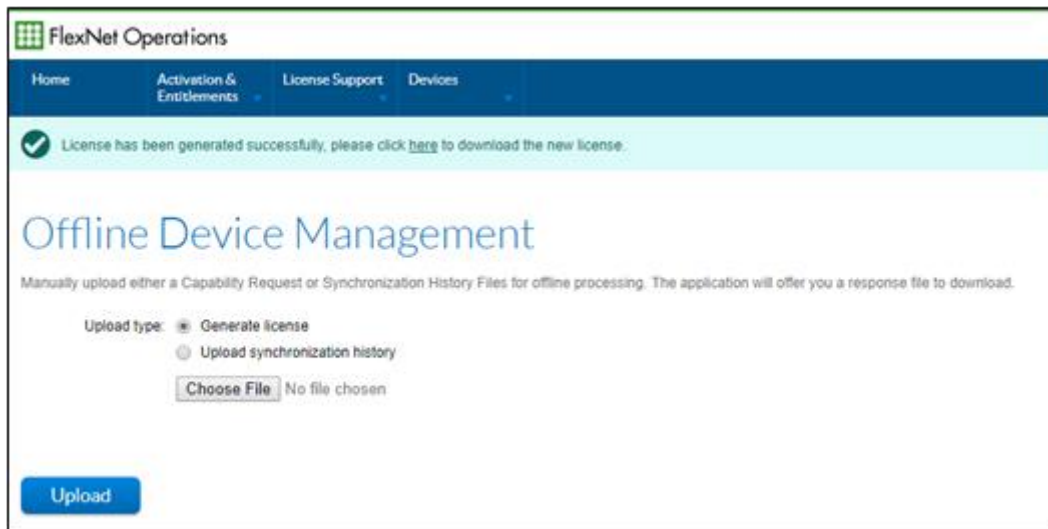 FlexNet Operations
Home Activation & License Support Devices
Entitlements
License has been generated successfully, please click here to download the new license.
Offline Device Management
Manually upload either a Capability Request or Synchronization History Files for offline processing. The application will offer you a response file to download.
Upload type: Generate license
Upload synchronization history
Choose File No file chosen
Upload